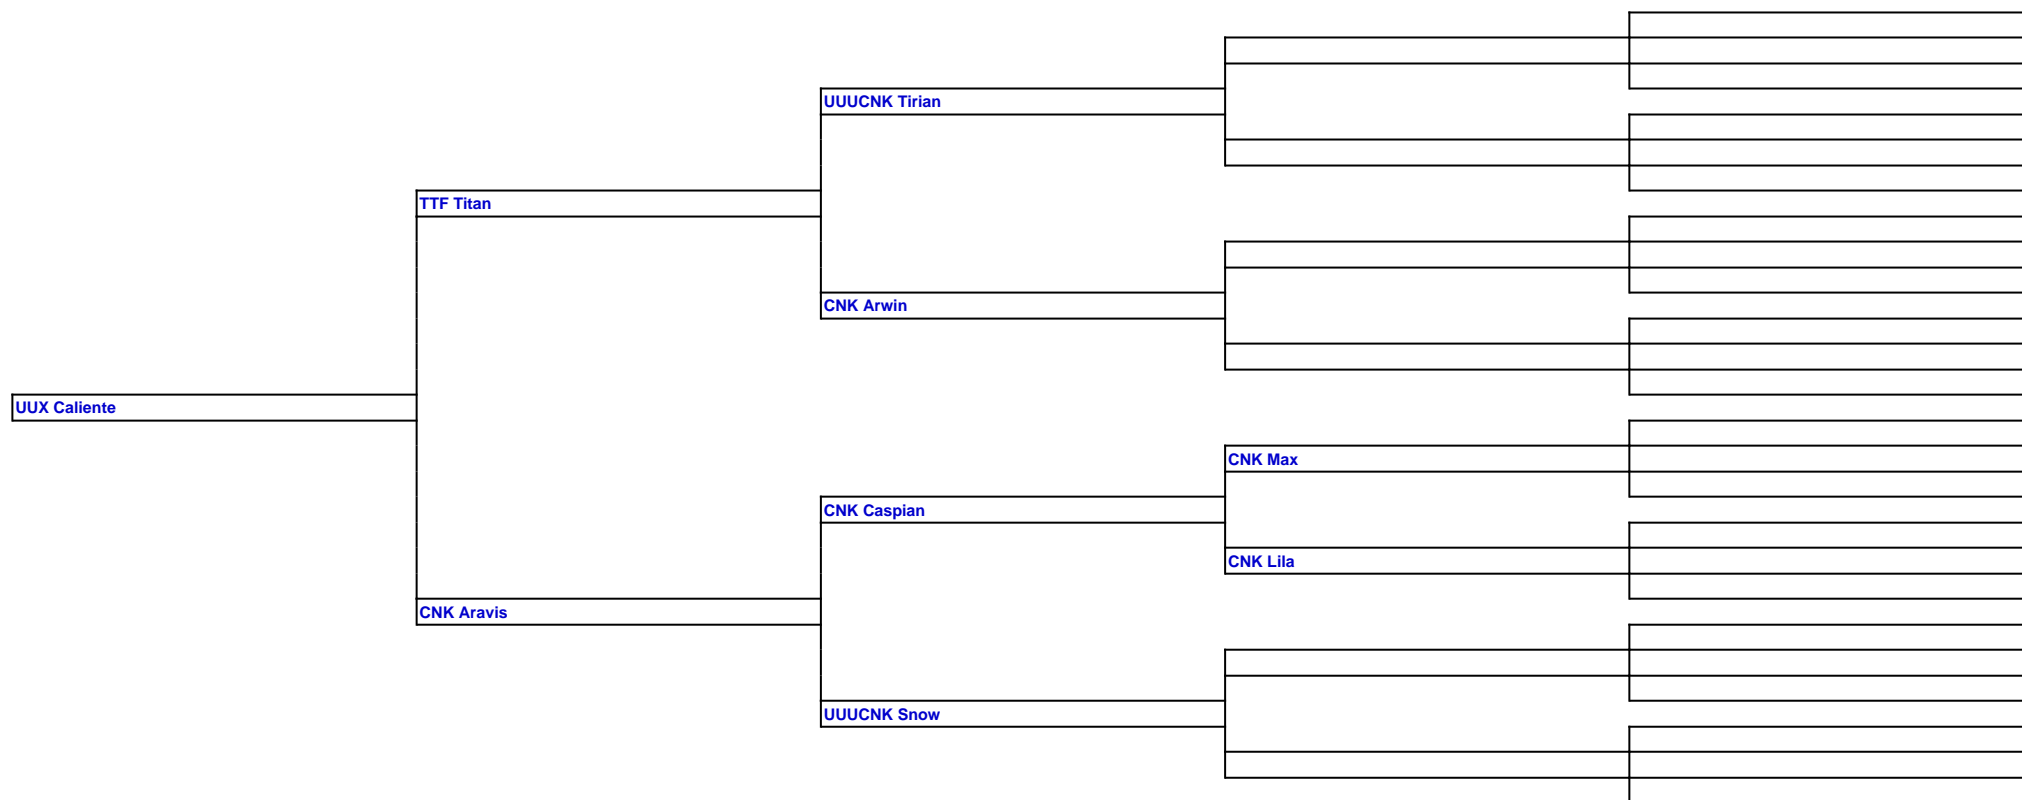 UUUCNK Tirian
TTF Titan
CNK Arwin
UUX Caliente
CNK Max
CNK Caspian
CNK Lila
CNK Aravis
UUUCNK Snow